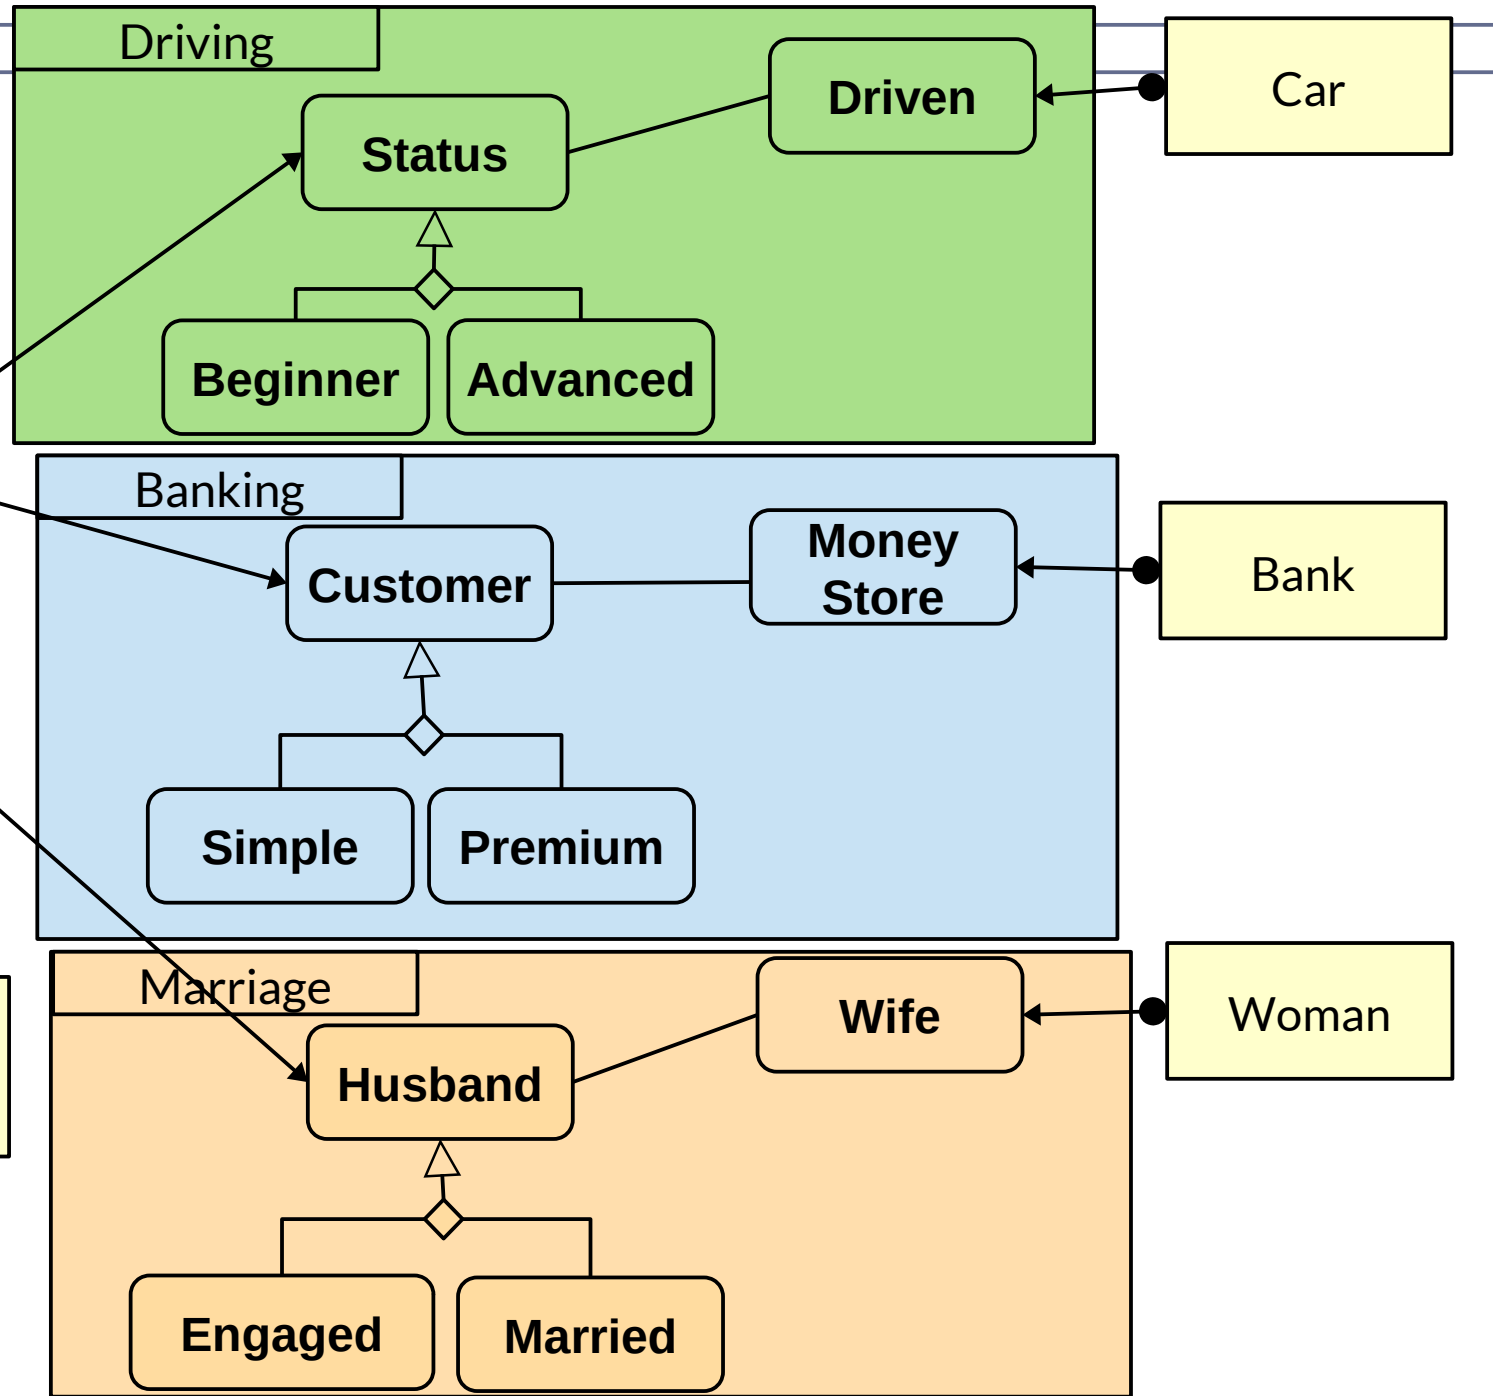 Driving
Driven
Car
Status
Beginner
Advanced
Banking
Customer
Money
Store
Bank
Simple
Premium
Marriage
Wife
Woman
Husband
Engaged
Married